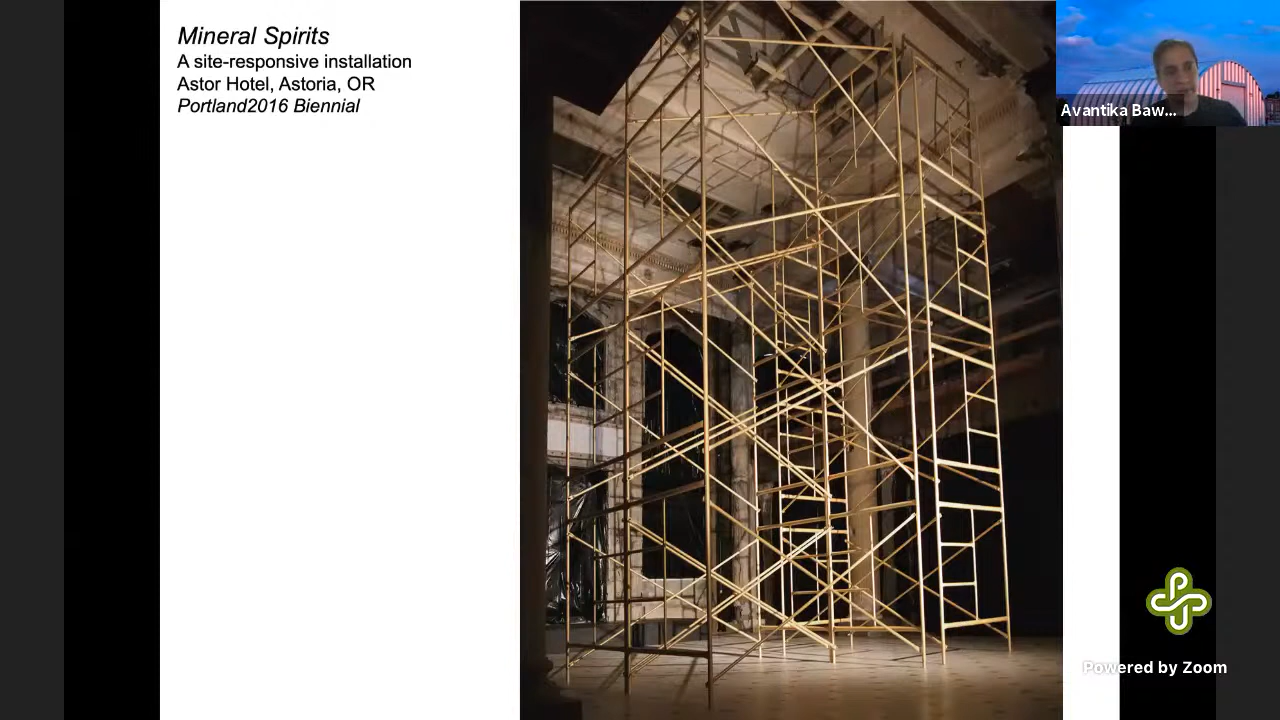 Mineral Spirits
A site-responsive installation
Astor Hotel, Astoria, OR
Portland2016 Biennial
Avantika Baw...
Powered by Zoom